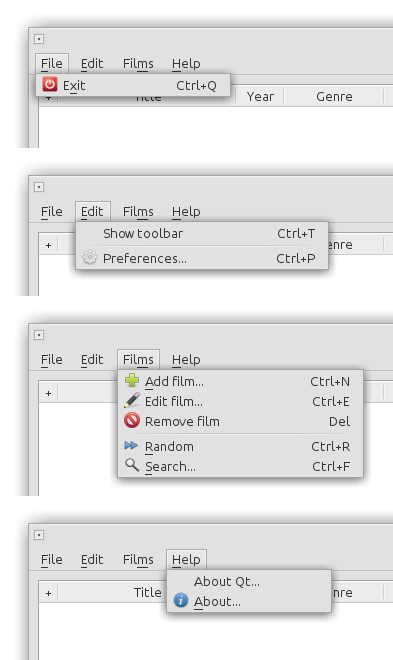 File Edit Films Help
Exit Ctrl+Q
+ Title Year Genre
File Edit Films Help
Show toolbar Ctrl+T
+ enre
Preferences... Ctrl+P
File Edit Films Help
Add film... Ctrl+N
+
Edit film... Ctrl+E
Remove film Del
Random Ctrl+R
Search... Ctrl+F
File Edit Films Help
About Qt...
+ Title nre
About...